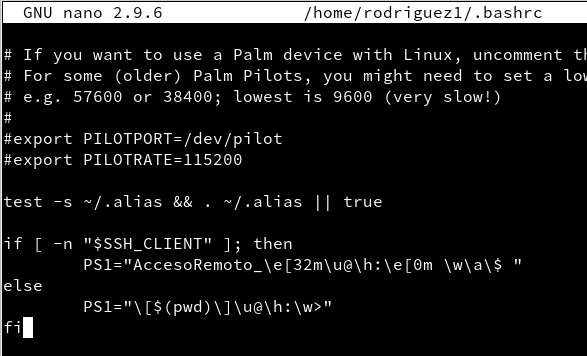 GNU nano 2.9.6 /home/rodriguez1/.bashrc
# If you want to use a Palm device with Linux, uncomment
# For some (older) Palm Pilots, you might need to set a
# e.g. 57600 or 38400; lowest is 9600 (very slow!)
#
#export PILOTPORT=/dev/pilot
#export PILOTRATE=115200
test -s ~/.alias && . ~/.alias || true
if [ -n "$SSH_CLIENT" ]; then
PS1="AccesoRemoto_\e[32m\u@\h:\e[0m \w\a\$ "
else
PS1="\[$(pwd)\]\u@\h:\w>"
fi